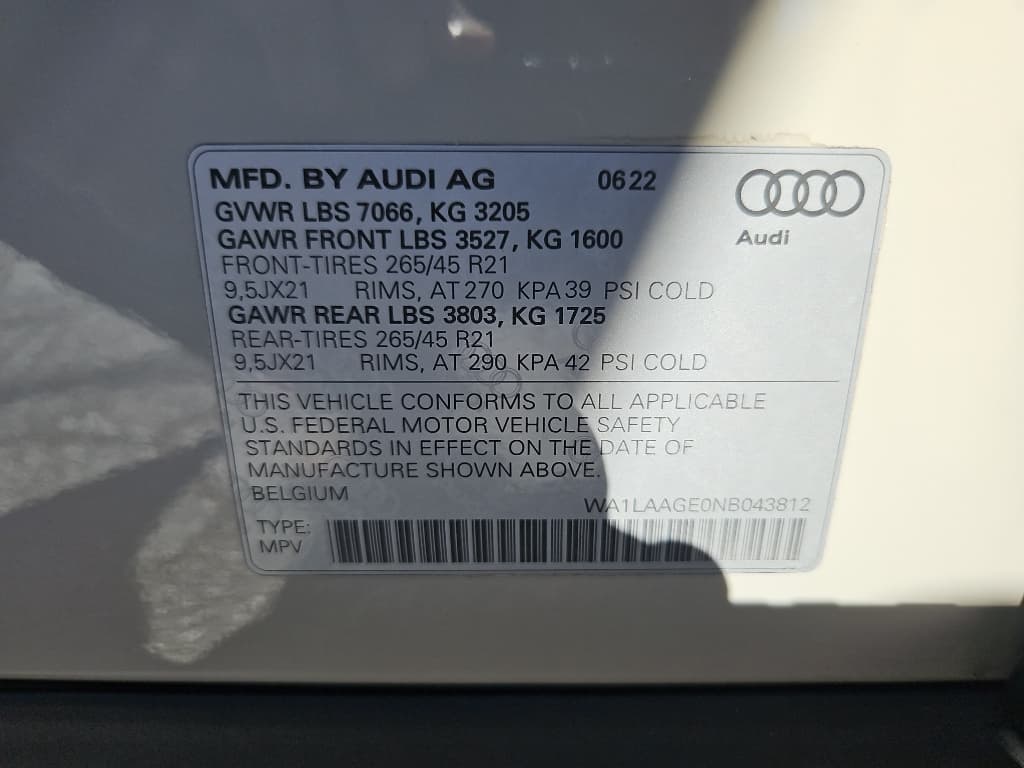 MFD. BY AUDI AG 0622
GVWR LBS 7066, KG 3205
GAWR FRONT LBS 3527, KG 1600
Audi
FRONT-TIRES 265/45 R21
9,5JX21 RIMS, AT 270 KPA 39 PSI COLD
GAWR REAR LBS 3803, KG 1725
REAR-TIRES 265/45 R21
9,5JX21 RIMS, AT 290 KPA 42 PSI COLD
THIS VEHICLE CONFORMS TO ALL APPLICABLE
U.S. FEDERAL MOTOR VEHICLE SAFETY
STANDARDS IN EFFECT ON THE DATE OF
MANUFACTURE SHOWN ABOVE.
BELGIUM
WA1LAAGE0NB043812
TYPE:
MPV